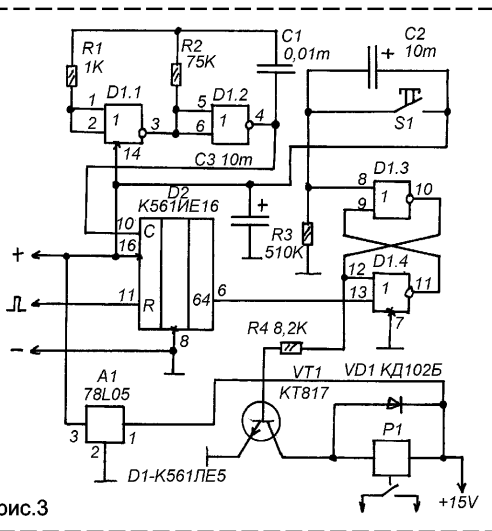 C1
0,01m
C2
10m
R1
1K
R2
75K
+
D1.1
D1.2
S1
1
2
1
3
5
6
1
4
14
C3 10m
D1.3
8
9
1
10
D2
К561ИЕ16
+
R3
510K
10
C
16
+
D1.4
12
13
1
11
7
11
R
64
6
8
−
R4 8,2K
A1
78L05
VT1
КТ817
VD1 КД102Б
3
1
2
P1
D1-К561ЛЕ5
+15V
рис.3